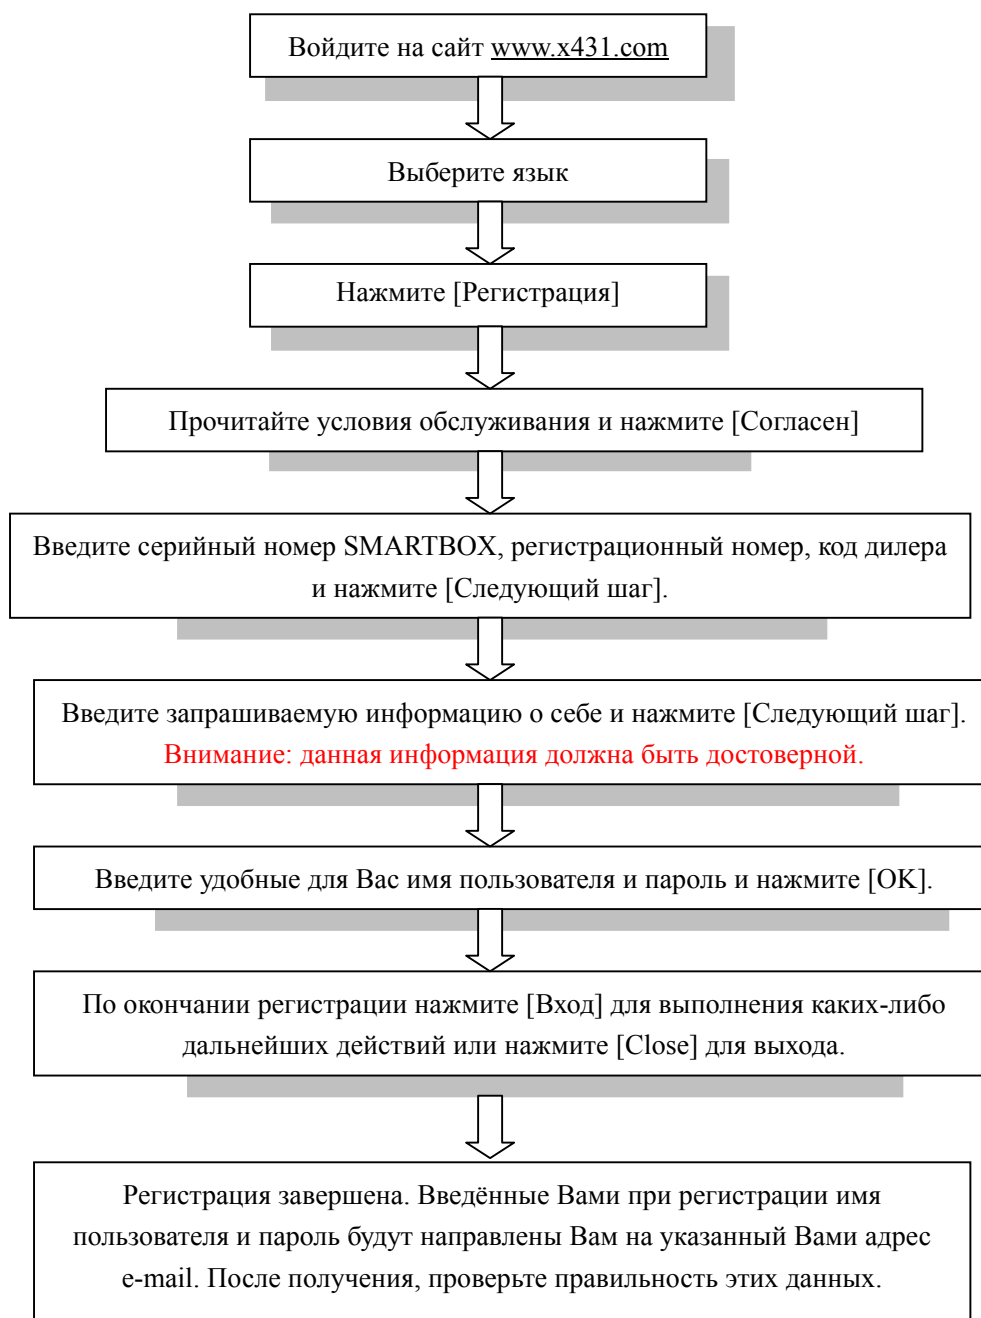 Войдите на сайт www.x431.com
Выберите язык
Нажмите [Регистрация]
Прочитайте условия обслуживания и нажмите [Согласен]
Введите серийный номер SMARTBOX, регистрационный номер, код дилера
и нажмите [Следующий шаг].
Введите запрашиваемую информацию о себе и нажмите [Следующий шаг].
Внимание: данная информация должна быть достоверной.
Введите удобные для Вас имя пользователя и пароль и нажмите [OK].
По окончании регистрации нажмите [Вход] для выполнения каких-либо
дальнейших действий или нажмите [Close] для выхода.
Регистрация завершена. Введённые Вами при регистрации имя
пользователя и пароль будут направлены Вам на указанный Вами адрес
e-mail. После получения, проверьте правильность этих данных.